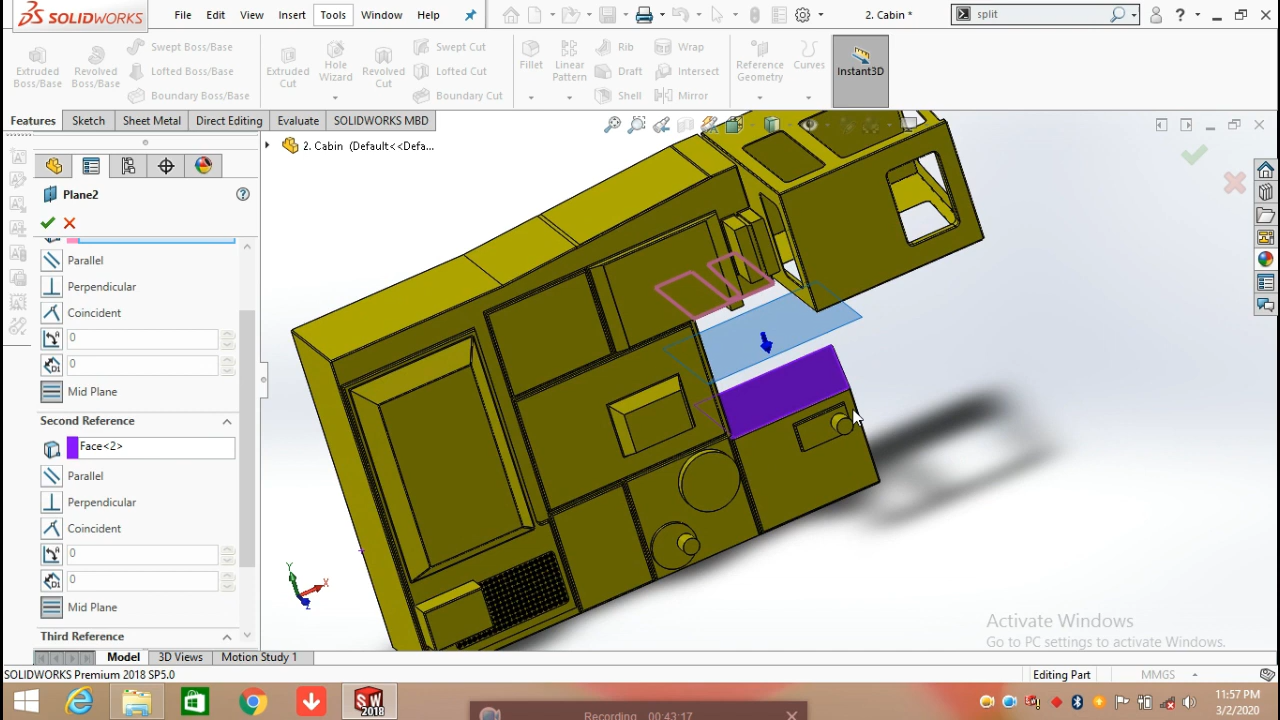 SOLIDWORKS File Edit View Insert Tools Window Help 2. Cabin * split ?
Extruded Boss/Base
Revolved Boss/Base
Swept Boss/Base
Lofted Boss/Base
Boundary Boss/Base
Extruded Cut
Hole Wizard
Revolved Cut
Swept Cut
Lofted Cut
Boundary Cut
Fillet
Linear Pattern
Rib
Draft
Shell
Wrap
Intersect
Mirror
Reference Geometry
Curves
Instant3D
Features Sketch Sheet Metal Direct Editing Evaluate SOLIDWORKS MBD
2. Cabin (Default<<Defa...
Plane2
Parallel
Perpendicular
Coincident
0
0
Mid Plane
Second Reference
Face<2>
Parallel
Perpendicular
Coincident
0
0
Mid Plane
Third Reference
Y
X
Z
Activate Windows
Go to PC settings to activate Windows.
Model 3D Views Motion Study 1
SOLIDWORKS Premium 2018 SP5.0 Editing Part MMGS
SW 2018
11:57 PM
3/2/2020
Recording 00:43:17